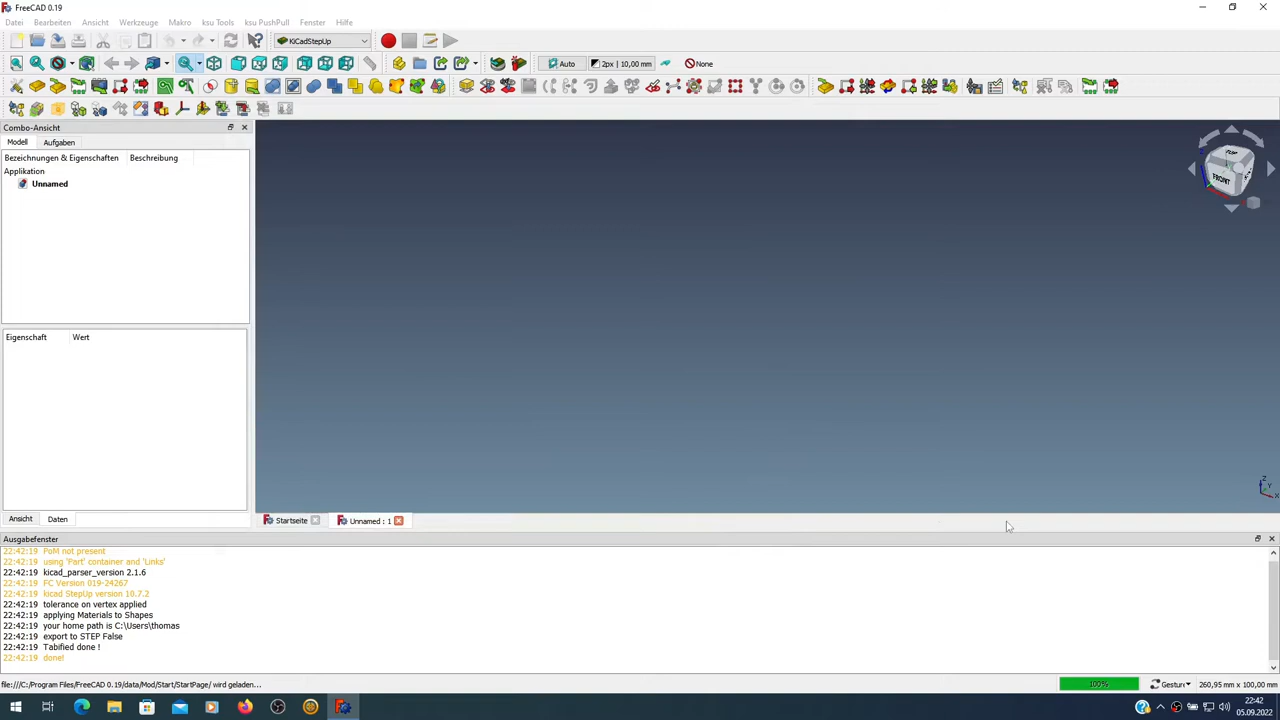 FreeCAD 0.19
Datei Bearbeiten Ansicht Werkzeuge Makro ksu Tools ksu PushPull Fenster Hilfe
KiCadStepUp
Auto 2px | 10,00 mm None
Combo-Ansicht
Modell Aufgaben
Bezeichnungen & Eigenschaften Beschreibung
Applikation
Unnamed
FRONT
Eigenschaft Wert
Ansicht Daten
Startseite Unnamed : 1
Ausgabefenster
22:42:19 PoM not present
22:42:19 using 'Part' container and 'Links'
22:42:19 kicad_parser_version 2.1.6
22:42:19 FC Version 019-24267
22:42:19 kicad StepUp version 10.7.2
22:42:19 tolerance on vertex applied
22:42:19 applying Materials to Shapes
22:42:19 your home path is C:\Users\thomas
22:42:19 export to STEP False
22:42:19 Tabified done !
22:42:19 done!
file:///C:/Program Files/FreeCAD 0.19/data/Mod/Start/StartPage/ wird geladen... 100% Gesture 260,95 mm x 100,00 mm
22:42
05.09.2022